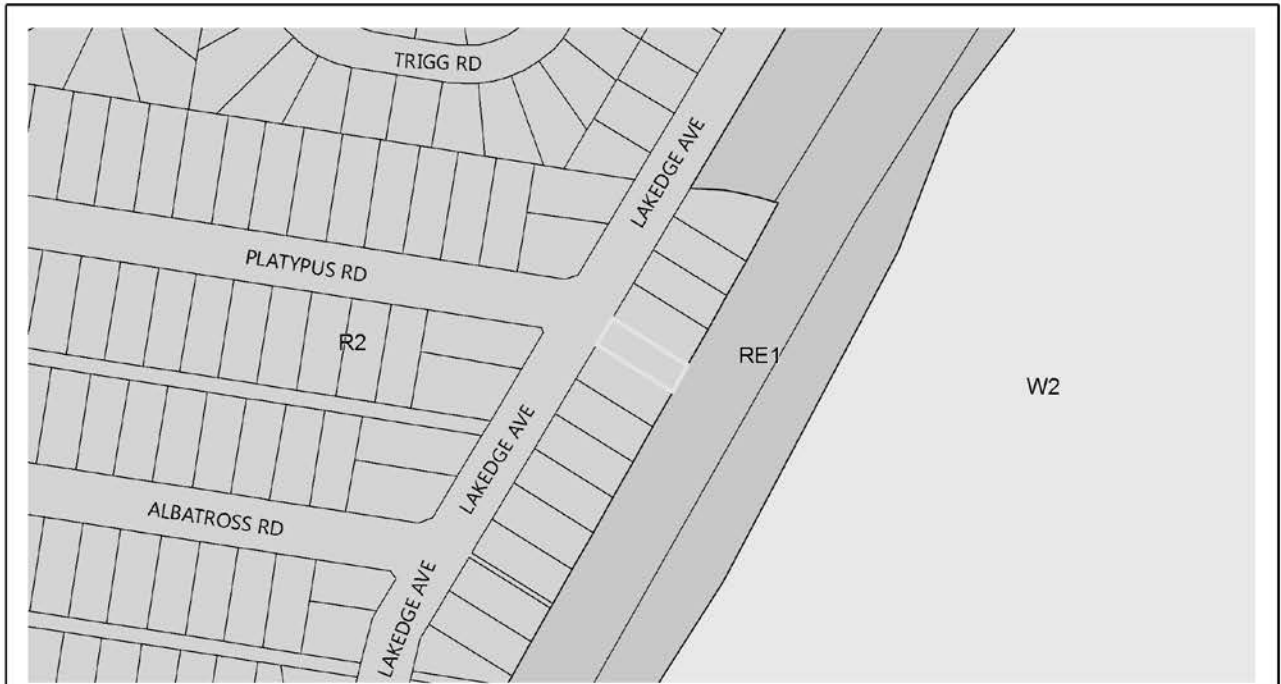 TRIGG RD
LAKEDGE AVE
PLATYPUS RD
R2
RE1
W2
LAKEDGE AVE
ALBATROSS RD
LAKEDGE AVE